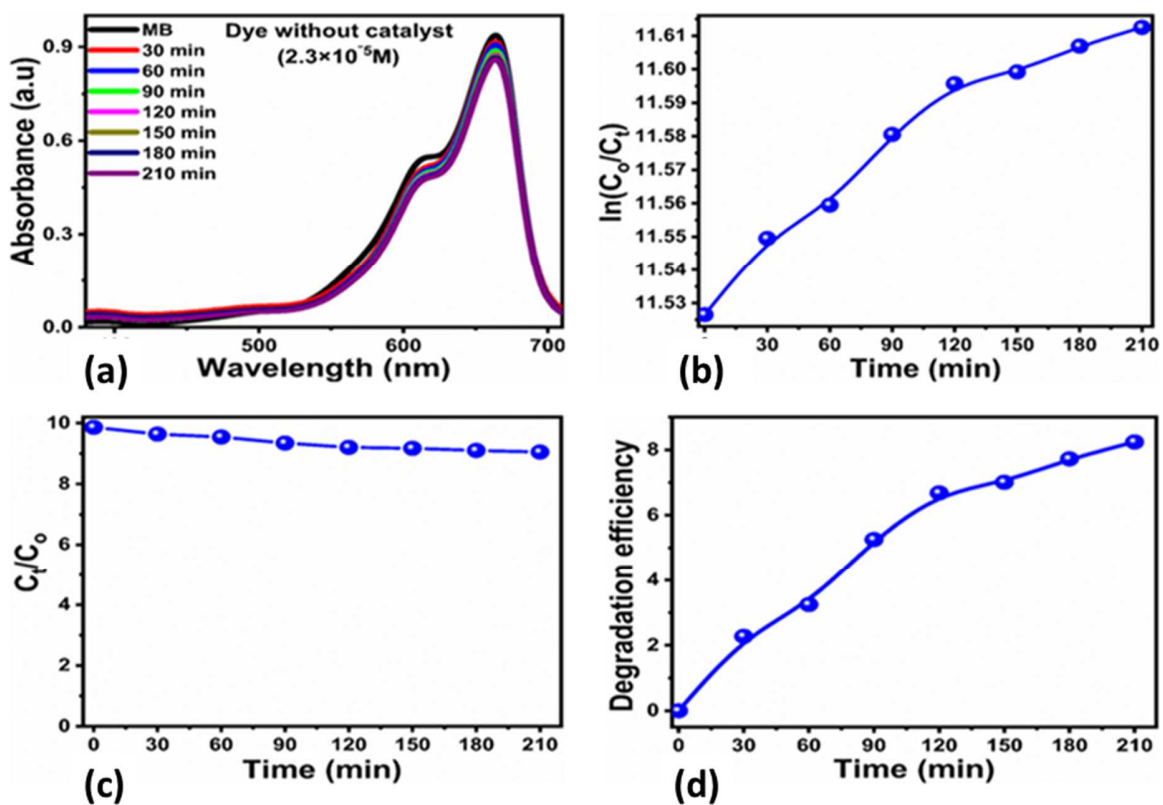 MB
30 min
60 min
90 min
120 min
150 min
180 min
210 min
Dye without catalyst
(2.3×10⁻⁵M)
Absorbance (a.u)
0.9
0.6
0.3
0.0
500 600 700
Wavelength (nm)
(a)
ln(Cₒ/Cₜ)
11.61
11.60
11.59
11.58
11.57
11.56
11.55
11.54
11.53
30 60 90 120 150 180 210
Time (min)
(b)
Cₜ/Cₒ
10
8
6
4
2
0
0 30 60 90 120 150 180 210
Time (min)
(c)
Degradation efficiency
8
6
4
2
0
0 30 60 90 120 150 180 210
Time (min)
(d)